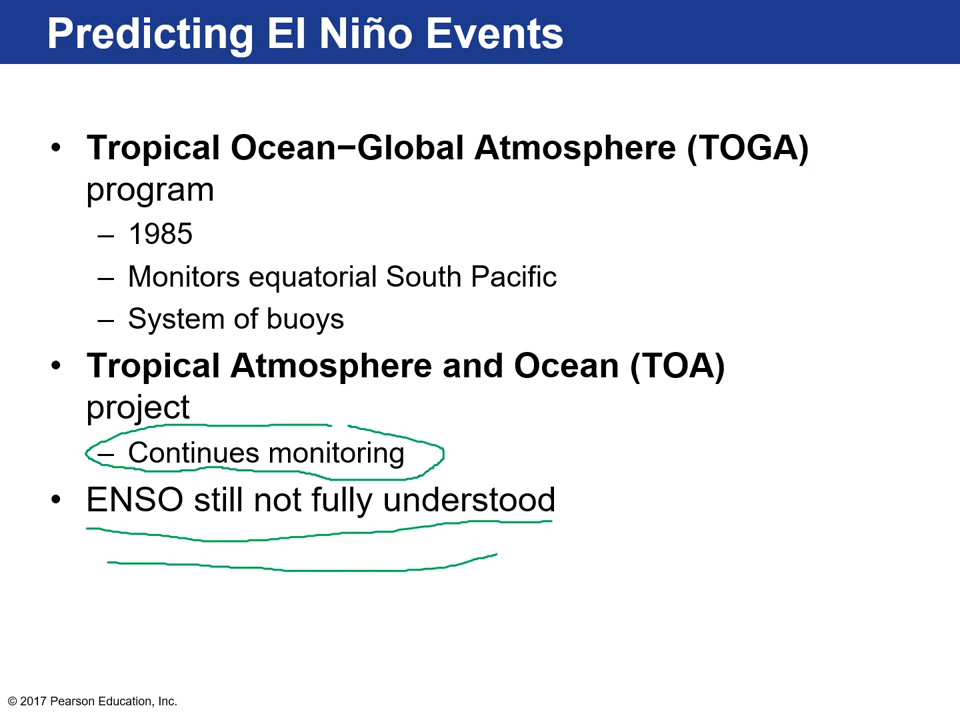 Predicting El Niño Events
• Tropical Ocean−Global Atmosphere (TOGA)
program
– 1985
– Monitors equatorial South Pacific
– System of buoys
• Tropical Atmosphere and Ocean (TOA)
project
– Continues monitoring
• ENSO still not fully understood
© 2017 Pearson Education, Inc.